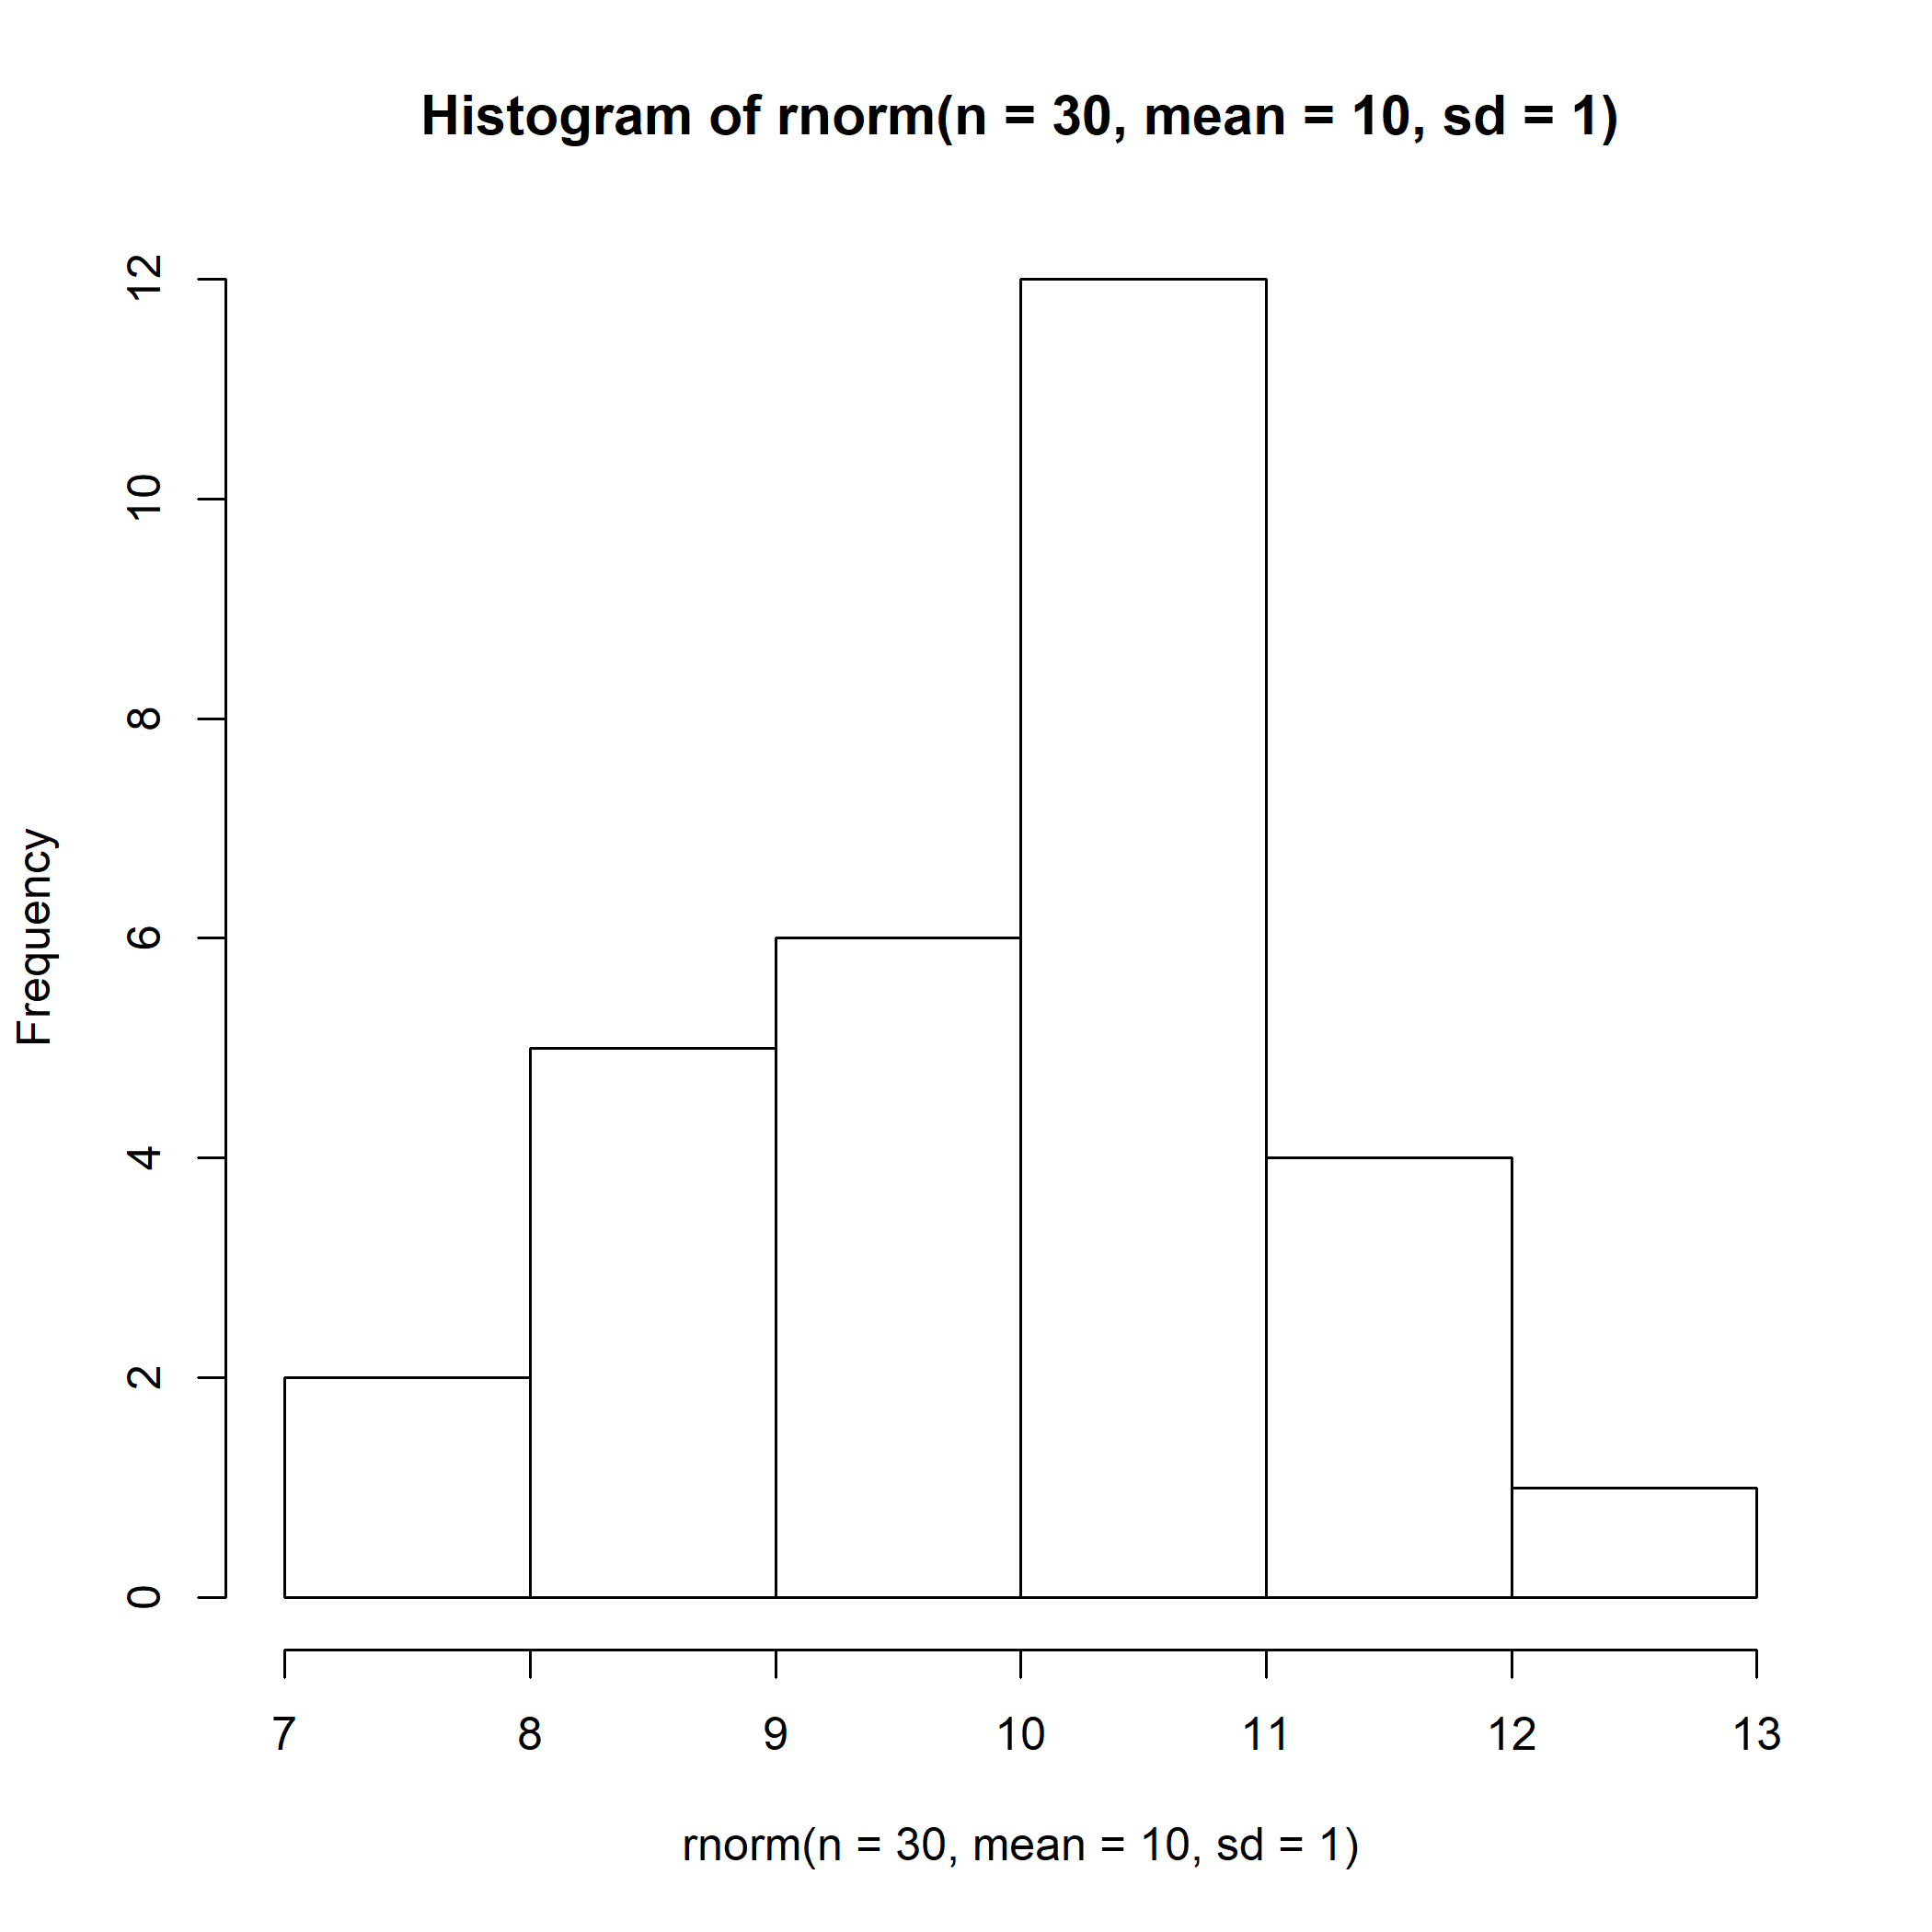 Histogram of rnorm(n = 30, mean = 10, sd = 1)
12
10
8
6
4
2
0
Frequency
7 8 9 10 11 12 13
rnorm(n = 30, mean = 10, sd = 1)